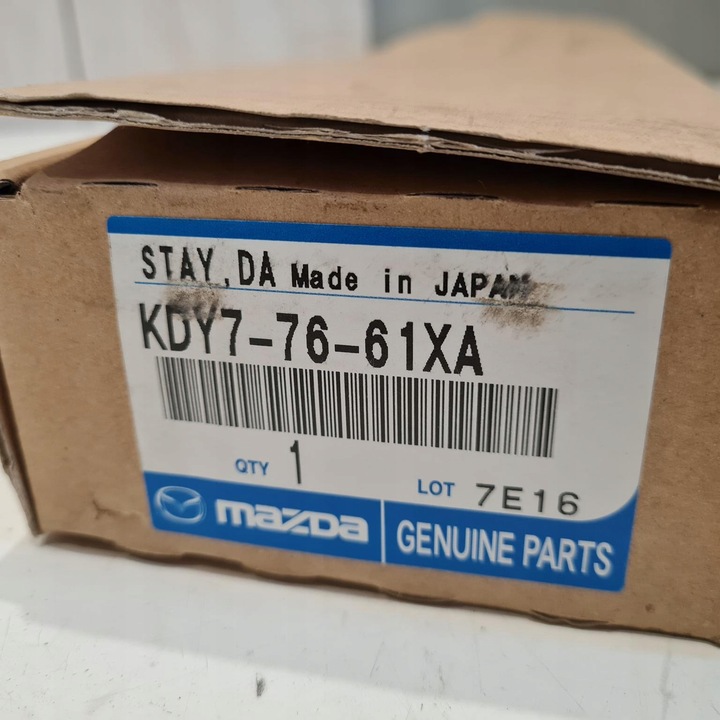 STAY,DA Made in JAPAN
KDY7-76-61XA
QTY 1 LOT 7E16
mazda GENUINE PARTS